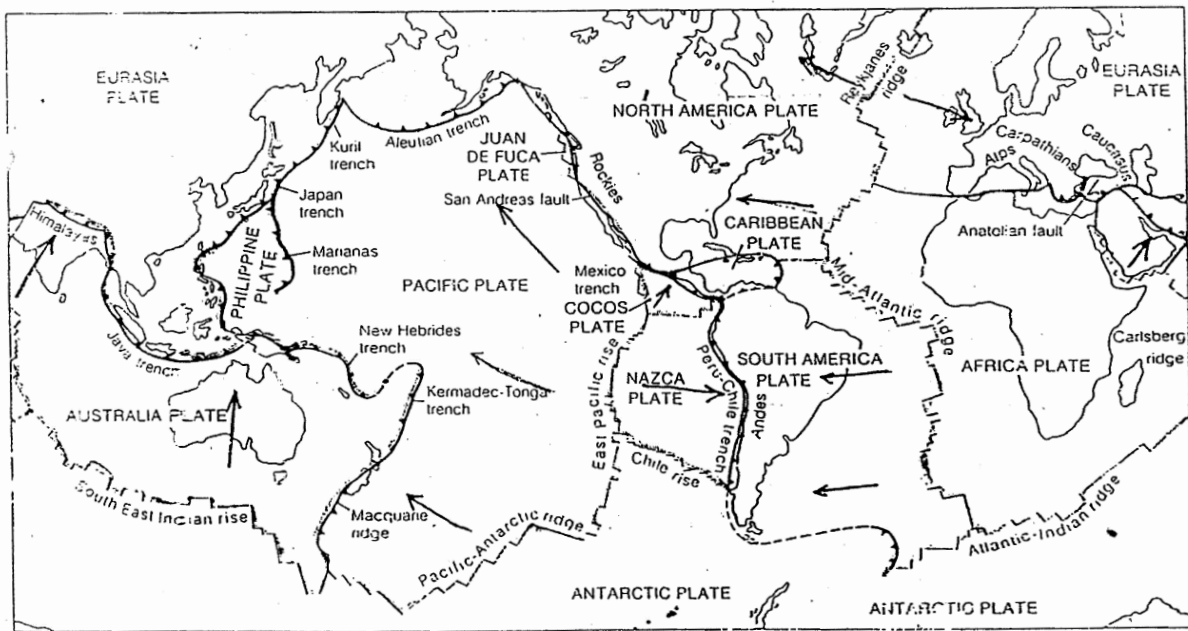 EURASIA
PLATE
NORTH AMERICA PLATE
Reykjanes
ridge
EURASIA
PLATE
Kuril
trench
Aleutian trench
JUAN
DE FUCA
PLATE
Rockies
Alps
Carpathians
Caucasus
Japan
trench
San Andreas fault
Himalayas
PHILIPPINE
PLATE
Marianas
trench
CARIBBEAN
PLATE
Anatolian fault
PACIFIC PLATE
Mexico
trench
COCOS
PLATE
Mid-Atlantic ridge
Java trench
New Hebrides
trench
East Pacific rise
Peru-Chile trench
SOUTH AMERICA
PLATE
Carlsberg
ridge
AFRICA PLATE
NAZCA
PLATE
Kermadec-Tonga
trench
AUSTRALIA PLATE
Andes
Chile rise
South East Indian rise
Macquarie
ridge
Pacific-Antarctic ridge
Atlantic-Indian ridge
ANTARCTIC PLATE
ANTARCTIC PLATE